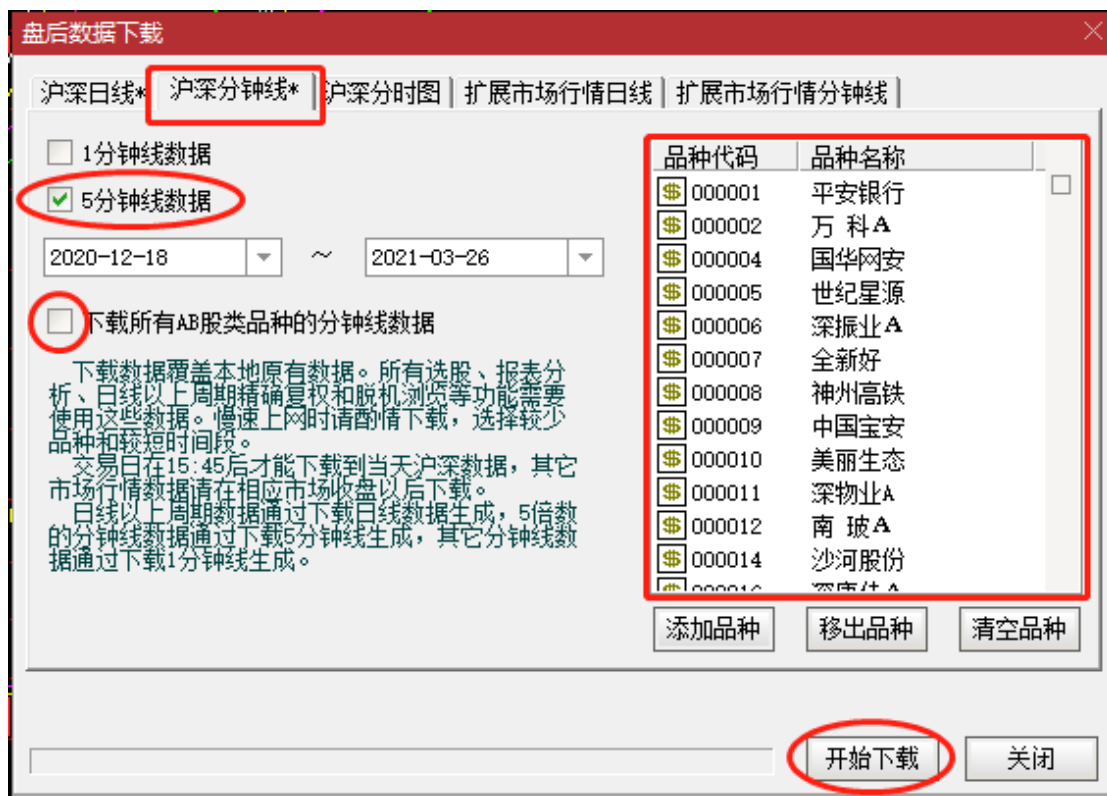 盘后数据下载
沪深日线* 沪深分钟线* 沪深分时图 扩展市场行情日线 扩展市场行情分钟线
1分钟线数据
5分钟线数据
2020-12-18 ~ 2021-03-26
下载所有AB股类品种的分钟线数据
下载数据覆盖本地原有数据。所有选股、报表分
析、日线以上周期精确复权和脱机浏览等功能需要
使用这些数据。慢速上网时请酌情下载,选择较少
品种和较短时间段。
交易日在15:45后才能下载到当天沪深数据,其它
市场行情数据请在相应市场收盘以后下载。
日线以上周期数据通过下载日线数据生成,5倍数
的分钟线数据通过下载5分钟线生成,其它分钟线数
据通过下载1分钟线生成。
品种代码 品种名称
000001 平安银行
000002 万 科A
000004 国华网安
000005 世纪星源
000006 深振业A
000007 全新好
000008 神州高铁
000009 中国宝安
000010 美丽生态
000011 深物业A
000012 南 玻A
000014 沙河股份
添加品种 移出品种 清空品种
开始下载 关闭